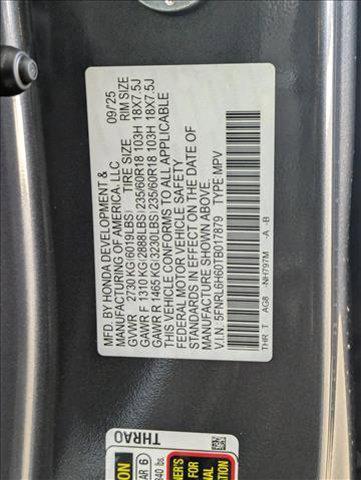 MFD. BY HONDA DEVELOPMENT & 09/25
MANUFACTURING OF AMERICA, LLC
TIRE SIZE RIM SIZE
GVWR 2730 KG(6019LBS)
GAWR F 1310 KG(2888LBS) 235/60R18 103H 18X7.5J
GAWR R 1465 KG(3230LBS) 235/60R18 103H 18X7.5J
THIS VEHICLE CONFORMS TO ALL APPLICABLE
FEDERAL MOTOR VEHICLE SAFETY
STANDARDS IN EFFECT ON THE DATE OF
MANUFACTURE SHOWN ABOVE.
V.I.N. 5FNRL6H60TB017879 TYPE MPV
THR T AG8 -NH797M -A -B
THRA0